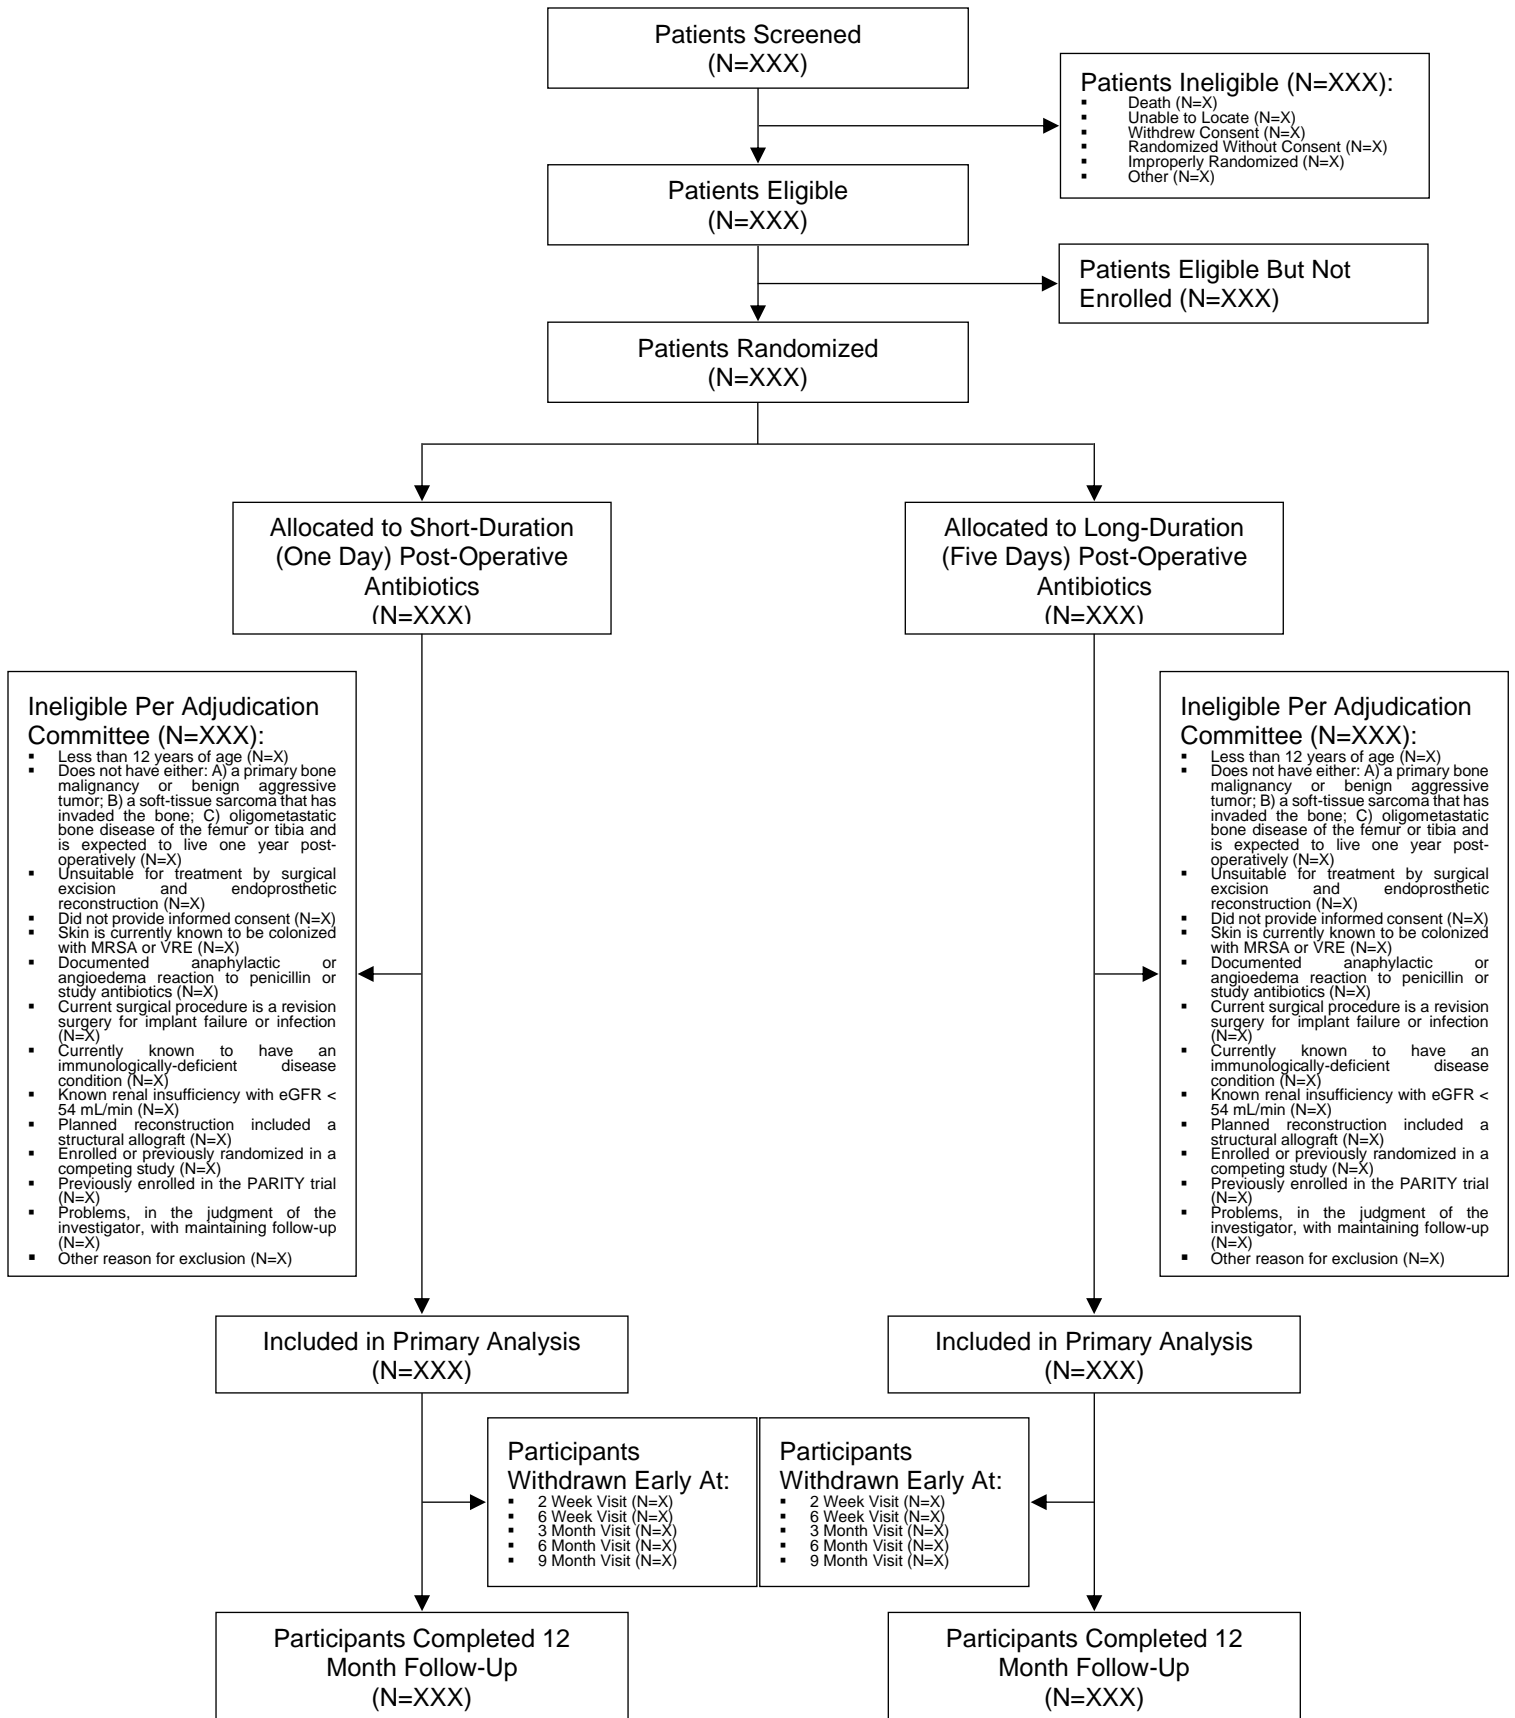 Patients Screened
(N=XXX)
Patients Ineligible (N=XXX):
▪ Death (N=X)
▪ Unable to Locate (N=X)
▪ Withdrew Consent (N=X)
▪ Randomized Without Consent (N=X)
▪ Improperly Randomized (N=X)
▪ Other (N=X)
Patients Eligible
(N=XXX)
Patients Eligible But Not
Enrolled (N=XXX)
Patients Randomized
(N=XXX)
Allocated to Short-Duration
(One Day) Post-Operative
Antibiotics
(N=XXX)
Allocated to Long-Duration
(Five Days) Post-Operative
Antibiotics
(N=XXX)
Ineligible Per Adjudication
Committee (N=XXX):
▪ Less than 12 years of age (N=X)
▪ Does not have either: A) a primary bone
malignancy or benign aggressive
tumor; B) a soft-tissue sarcoma that has
invaded the bone; C) oligometastatic
bone disease of the femur or tibia and
is expected to live one year post-
operatively (N=X)
▪ Unsuitable for treatment by surgical
excision and endoprosthetic
reconstruction (N=X)
▪ Did not provide informed consent (N=X)
▪ Skin is currently known to be colonized
with MRSA or VRE (N=X)
▪ Documented anaphylactic or
angioedema reaction to penicillin or
study antibiotics (N=X)
▪ Current surgical procedure is a revision
surgery for implant failure or infection
(N=X)
▪ Currently known to have an
immunologically-deficient disease
condition (N=X)
▪ Known renal insufficiency with eGFR <
54 mL/min (N=X)
▪ Planned reconstruction included a
structural allograft (N=X)
▪ Enrolled or previously randomized in a
competing study (N=X)
▪ Previously enrolled in the PARITY trial
(N=X)
▪ Problems, in the judgment of the
investigator, with maintaining follow-up
(N=X)
▪ Other reason for exclusion (N=X)
Ineligible Per Adjudication
Committee (N=XXX):
▪ Less than 12 years of age (N=X)
▪ Does not have either: A) a primary bone
malignancy or benign aggressive
tumor; B) a soft-tissue sarcoma that has
invaded the bone; C) oligometastatic
bone disease of the femur or tibia and
is expected to live one year post-
operatively (N=X)
▪ Unsuitable for treatment by surgical
excision and endoprosthetic
reconstruction (N=X)
▪ Did not provide informed consent (N=X)
▪ Skin is currently known to be colonized
with MRSA or VRE (N=X)
▪ Documented anaphylactic or
angioedema reaction to penicillin or
study antibiotics (N=X)
▪ Current surgical procedure is a revision
surgery for implant failure or infection
(N=X)
▪ Currently known to have an
immunologically-deficient disease
condition (N=X)
▪ Known renal insufficiency with eGFR <
54 mL/min (N=X)
▪ Planned reconstruction included a
structural allograft (N=X)
▪ Enrolled or previously randomized in a
competing study (N=X)
▪ Previously enrolled in the PARITY trial
(N=X)
▪ Problems, in the judgment of the
investigator, with maintaining follow-up
(N=X)
▪ Other reason for exclusion (N=X)
Included in Primary Analysis
(N=XXX)
Included in Primary Analysis
(N=XXX)
Participants
Withdrawn Early At:
▪ 2 Week Visit (N=X)
▪ 6 Week Visit (N=X)
▪ 3 Month Visit (N=X)
▪ 6 Month Visit (N=X)
▪ 9 Month Visit (N=X)
Participants
Withdrawn Early At:
▪ 2 Week Visit (N=X)
▪ 6 Week Visit (N=X)
▪ 3 Month Visit (N=X)
▪ 6 Month Visit (N=X)
▪ 9 Month Visit (N=X)
Participants Completed 12
Month Follow-Up
(N=XXX)
Participants Completed 12
Month Follow-Up
(N=XXX)